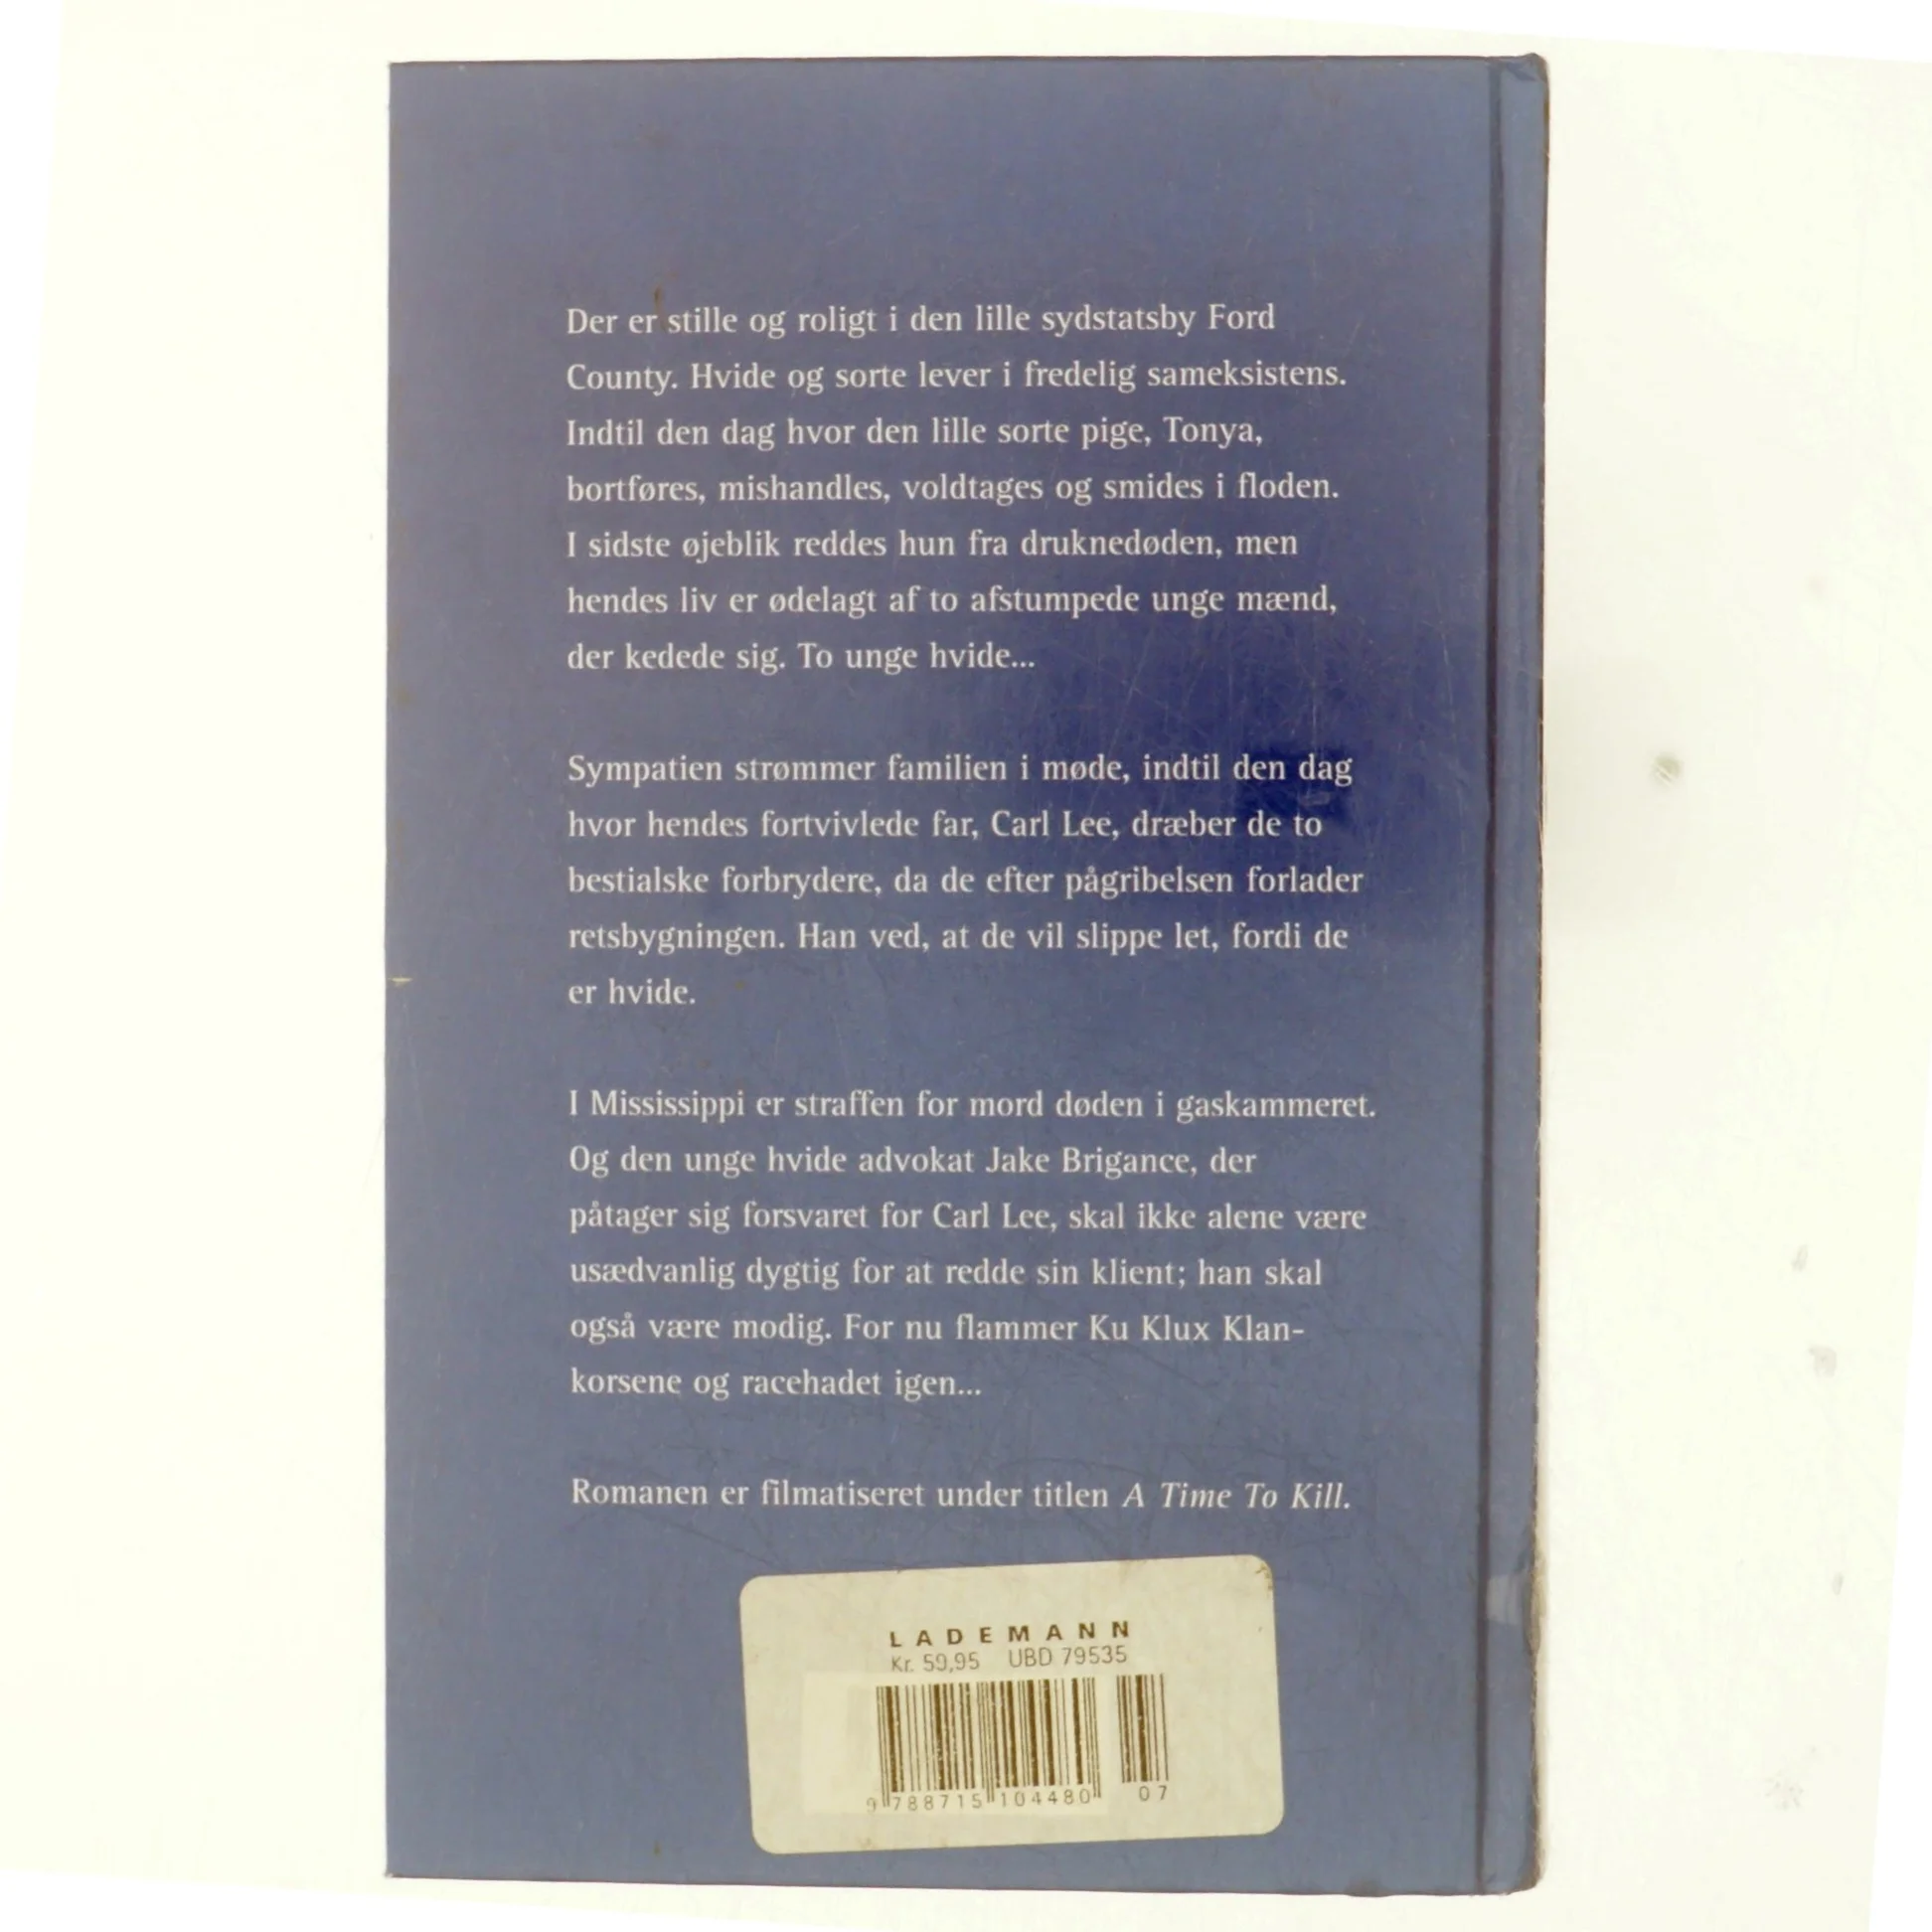 Der er stille og roligt i den lille sydstatsby Ford
County. Hvide og sorte lever i fredelig sameksistens.
Indtil den dag hvor den lille sorte pige, Tonya,
bortføres, mishandles, voldtages og smides i floden.
I sidste øjeblik reddes hun fra druknedøden, men
hendes liv er ødelagt af to afstumpede unge mænd,
der kedede sig. To unge hvide...
Sympatien strømmer familien i møde, indtil den dag
hvor hendes fortvivlede far, Carl Lee, dræber de to
bestialske forbrydere, da de efter pågribelsen forlader
retsbygningen. Han ved, at de vil slippe let, fordi de
er hvide.
I Mississippi er straffen for mord døden i gaskammeret.
Og den unge hvide advokat Jake Brigance, der
påtager sig forsvaret for Carl Lee, skal ikke alene være
usædvanlig dygtig for at redde sin klient; han skal
også være modig. For nu flammer Ku Klux Klan-
korsene og racehadet igen...
Romanen er filmatiseret under titlen A Time To Kill.
LADEMANN
Kr. 59,95 UBD 79535
9 788715 104480 07